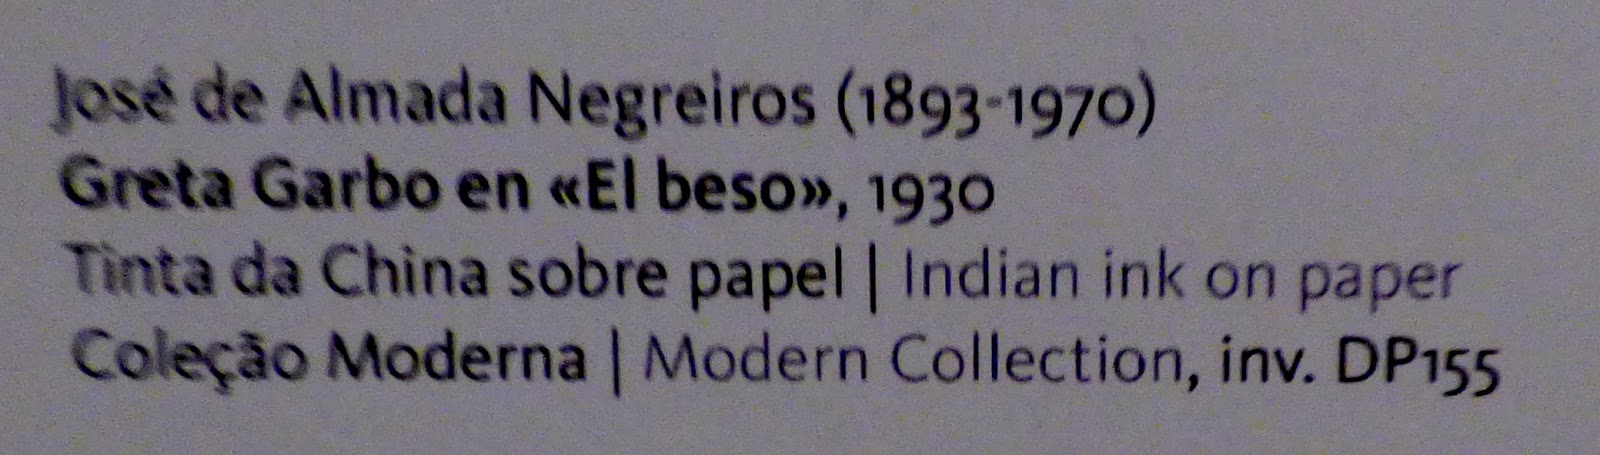 José de Almada Negreiros (1893-1970)
Greta Garbo en «El beso», 1930
Tinta da China sobre papel | Indian ink on paper
Coleção Moderna | Modern Collection, inv. DP155